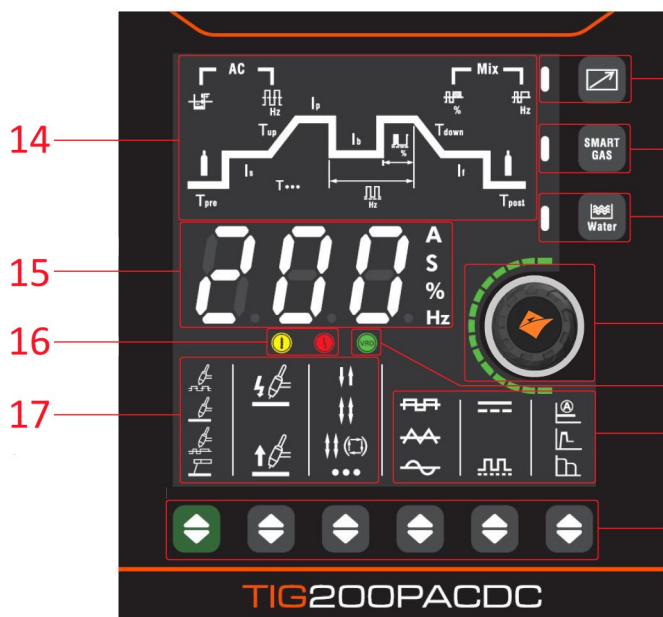 AC
Mix
Hz
%
Hz
Ip
Tup
Ib
%
Tdown
Is
T...
If
Tpre
Hz
Tpost
SMART
GAS
Water
14
15
200
A
S
%
Hz
16
VRD
17
A
TIG200PACDC